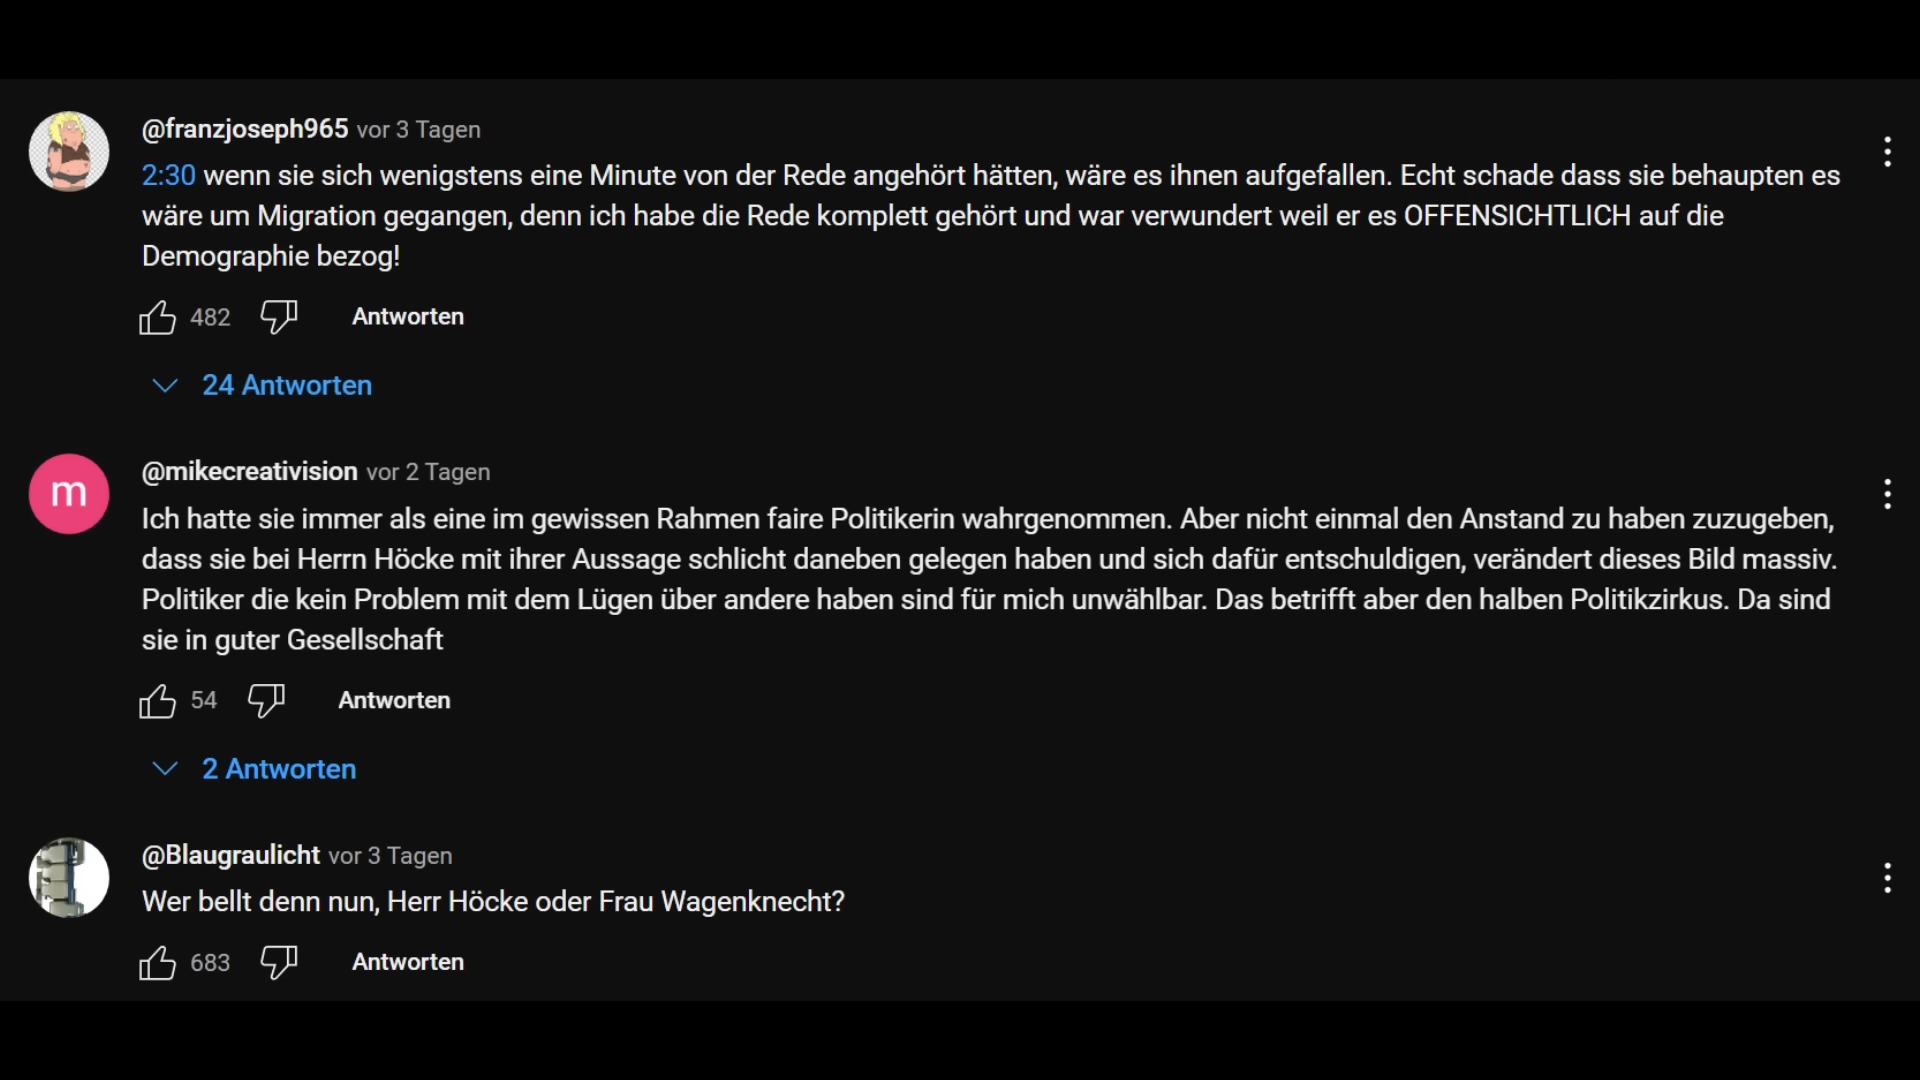 @franzjoseph965 vor 3 Tagen
2:30 wenn sie sich wenigstens eine Minute von der Rede angehört hätten, wäre es ihnen aufgefallen. Echt schade dass sie behaupten es
wäre um Migration gegangen, denn ich habe die Rede komplett gehört und war verwundert weil er es OFFENSICHTLICH auf die
Demographie bezog!
482 Antworten
24 Antworten
m
@mikecreativision vor 2 Tagen
Ich hatte sie immer als eine im gewissen Rahmen faire Politikerin wahrgenommen. Aber nicht einmal den Anstand zu haben zuzugeben,
dass sie bei Herrn Höcke mit ihrer Aussage schlicht daneben gelegen haben und sich dafür entschuldigen, verändert dieses Bild massiv.
Politiker die kein Problem mit dem Lügen über andere haben sind für mich unwählbar. Das betrifft aber den halben Politikzirkus. Da sind
sie in guter Gesellschaft
54 Antworten
2 Antworten
@Blaugraulicht vor 3 Tagen
Wer bellt denn nun, Herr Höcke oder Frau Wagenknecht?
683 Antworten